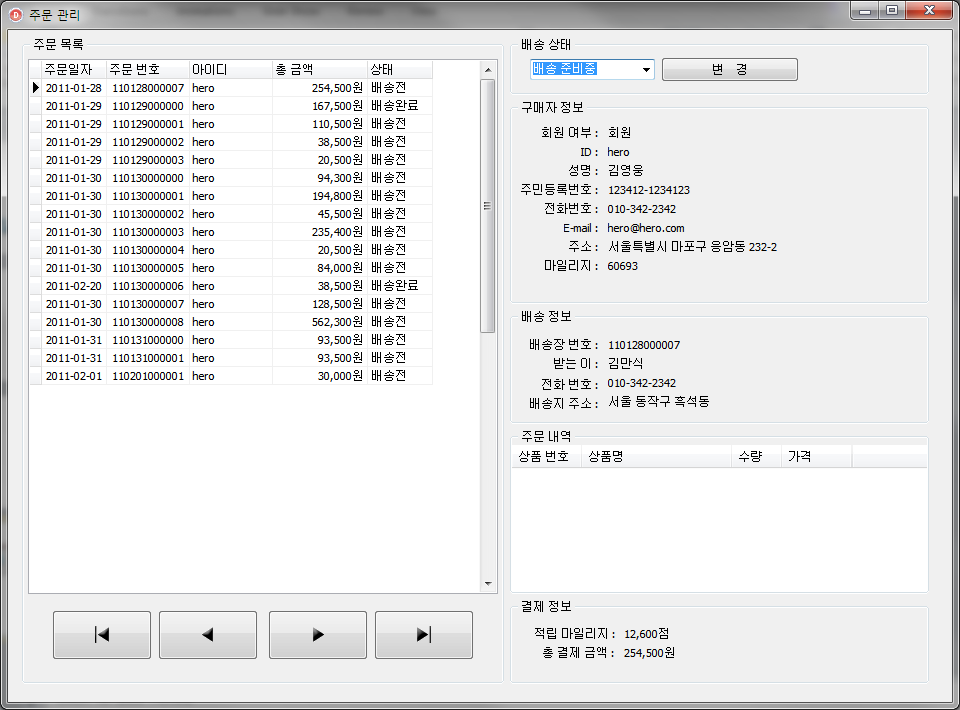 주문 관리
주문 목록
주문일자 주문 번호 아이디 총 금액 상태
2011-01-28 110128000007 hero 254,500원 배송전
2011-01-29 110129000000 hero 167,500원 배송완료
2011-01-29 110129000001 hero 110,500원 배송전
2011-01-29 110129000002 hero 38,500원 배송전
2011-01-29 110129000003 hero 20,500원 배송전
2011-01-30 110130000000 hero 94,300원 배송전
2011-01-30 110130000001 hero 194,800원 배송전
2011-01-30 110130000002 hero 45,500원 배송전
2011-01-30 110130000003 hero 235,400원 배송전
2011-01-30 110130000004 hero 20,500원 배송전
2011-01-30 110130000005 hero 84,000원 배송전
2011-02-20 110130000006 hero 38,500원 배송완료
2011-01-30 110130000007 hero 128,500원 배송전
2011-01-30 110130000008 hero 562,300원 배송전
2011-01-31 110131000000 hero 93,500원 배송전
2011-01-31 110131000001 hero 93,500원 배송전
2011-02-01 110201000001 hero 30,000원 배송전
배송 상태
배송 준비중 변 경
구매자 정보
회원 여부 : 회원
ID : hero
성명 : 김영웅
주민등록번호 : 123412-1234123
전화번호 : 010-342-2342
E-mail : hero@hero.com
주소 : 서울특별시 마포구 응암동 232-2
마일리지 : 60693
배송 정보
배송장 번호 : 110128000007
받는 이 : 김만식
전화 번호 : 010-342-2342
배송지 주소 : 서울 동작구 흑석동
주문 내역
상품 번호 상품명 수량 가격
결제 정보
적립 마일리지 : 12,600점
총 결제 금액 : 254,500원